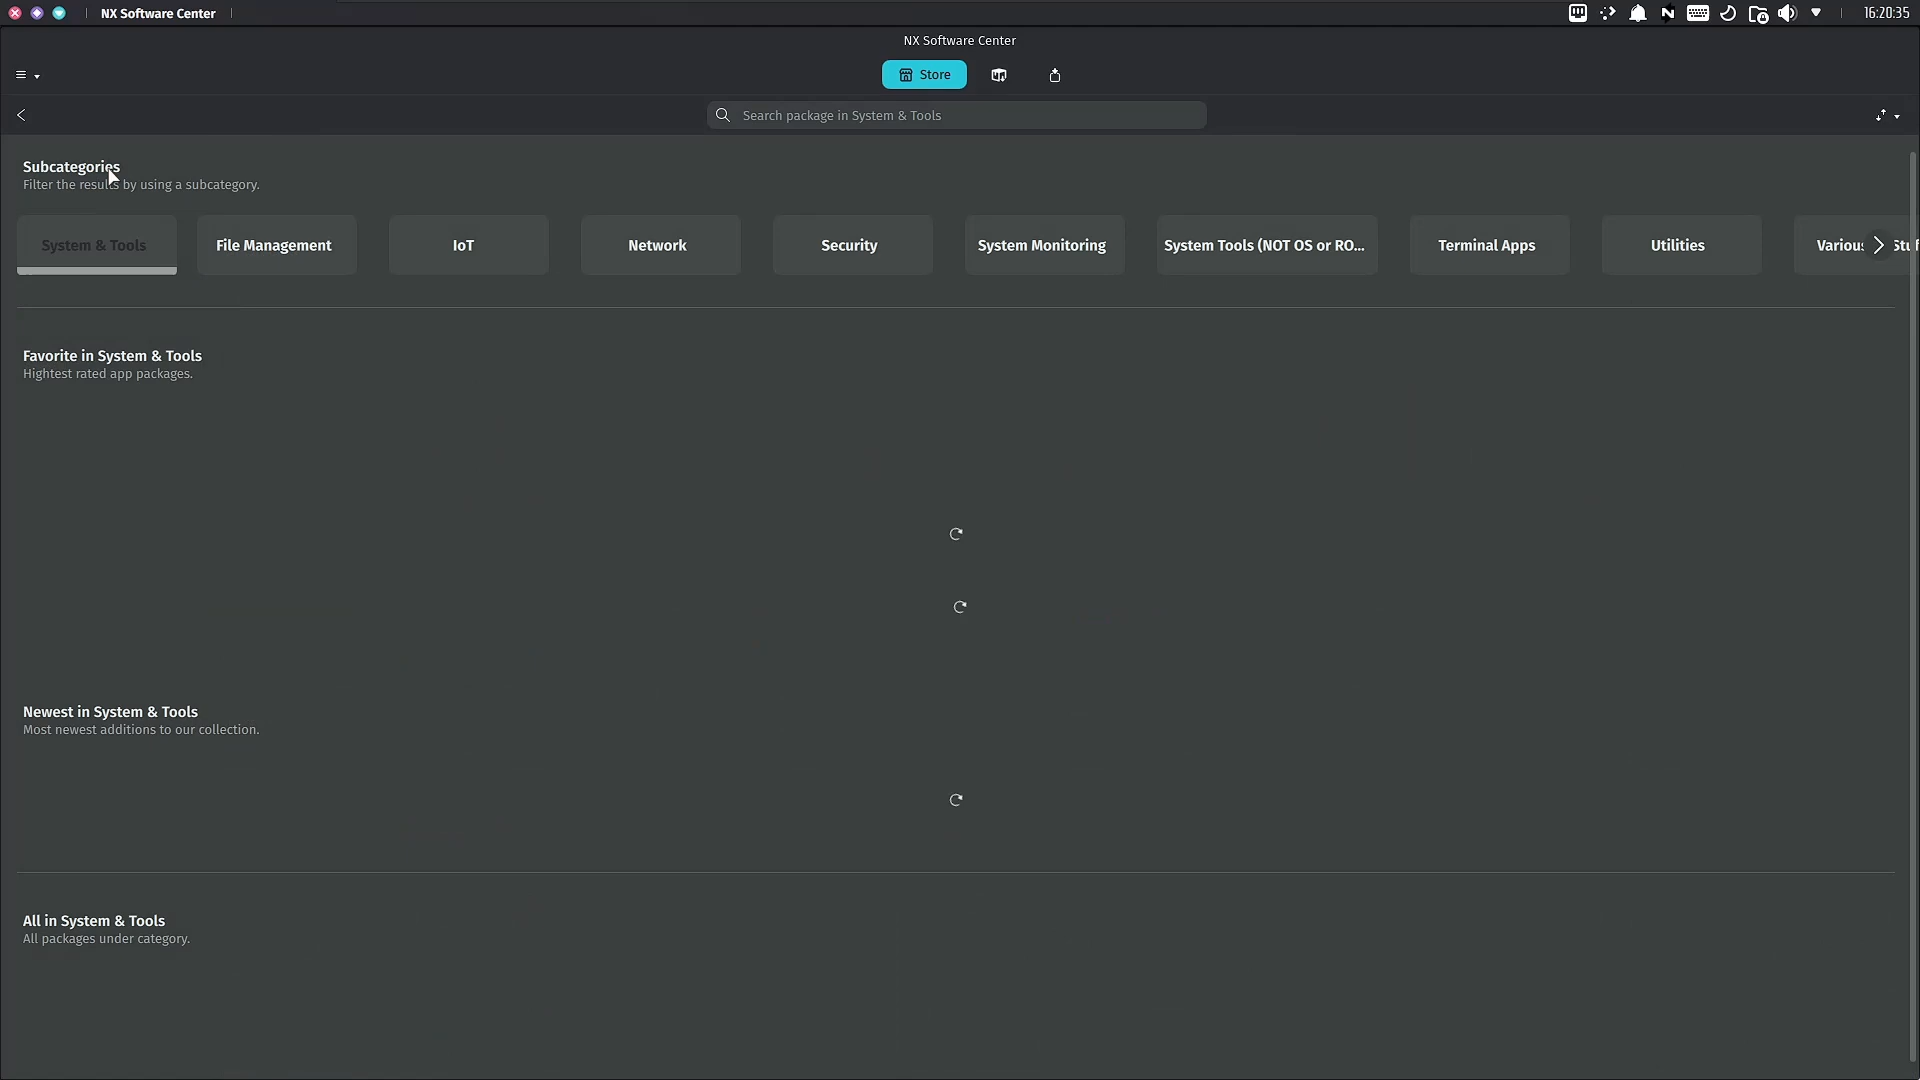 NX Software Center
16:20:35
NX Software Center
Store
Search package in System & Tools
Subcategories
Filter the results by using a subcategory.
System & Tools
File Management
IoT
Network
Security
System Monitoring
System Tools (NOT OS or RO...
Terminal Apps
Utilities
Various Stuf
Favorite in System & Tools
Hightest rated app packages.
Newest in System & Tools
Most newest additions to our collection.
All in System & Tools
All packages under category.